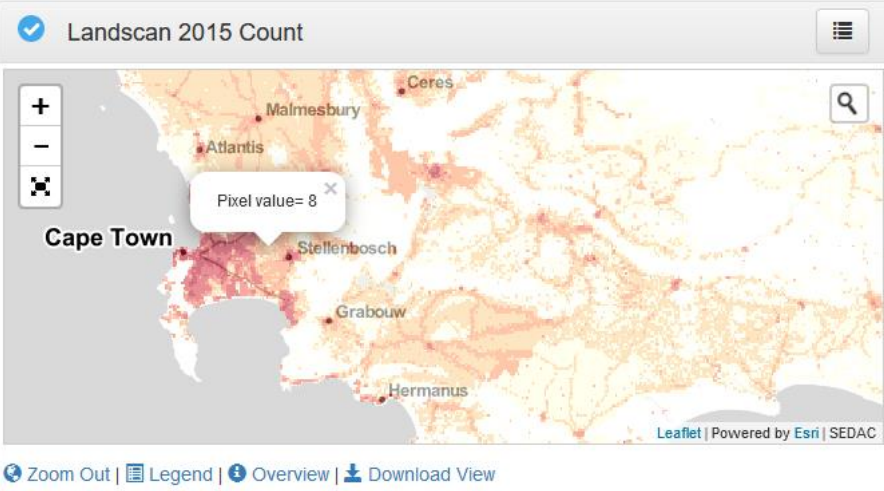 Landscan 2015 Count
+
−
Ceres
Malmesbury
Atlantis
Pixel value= 8 ×
Cape Town
Stellenbosch
Grabouw
Hermanus
Leaflet | Powered by Esri | SEDAC
Zoom Out | Legend | Overview | Download View